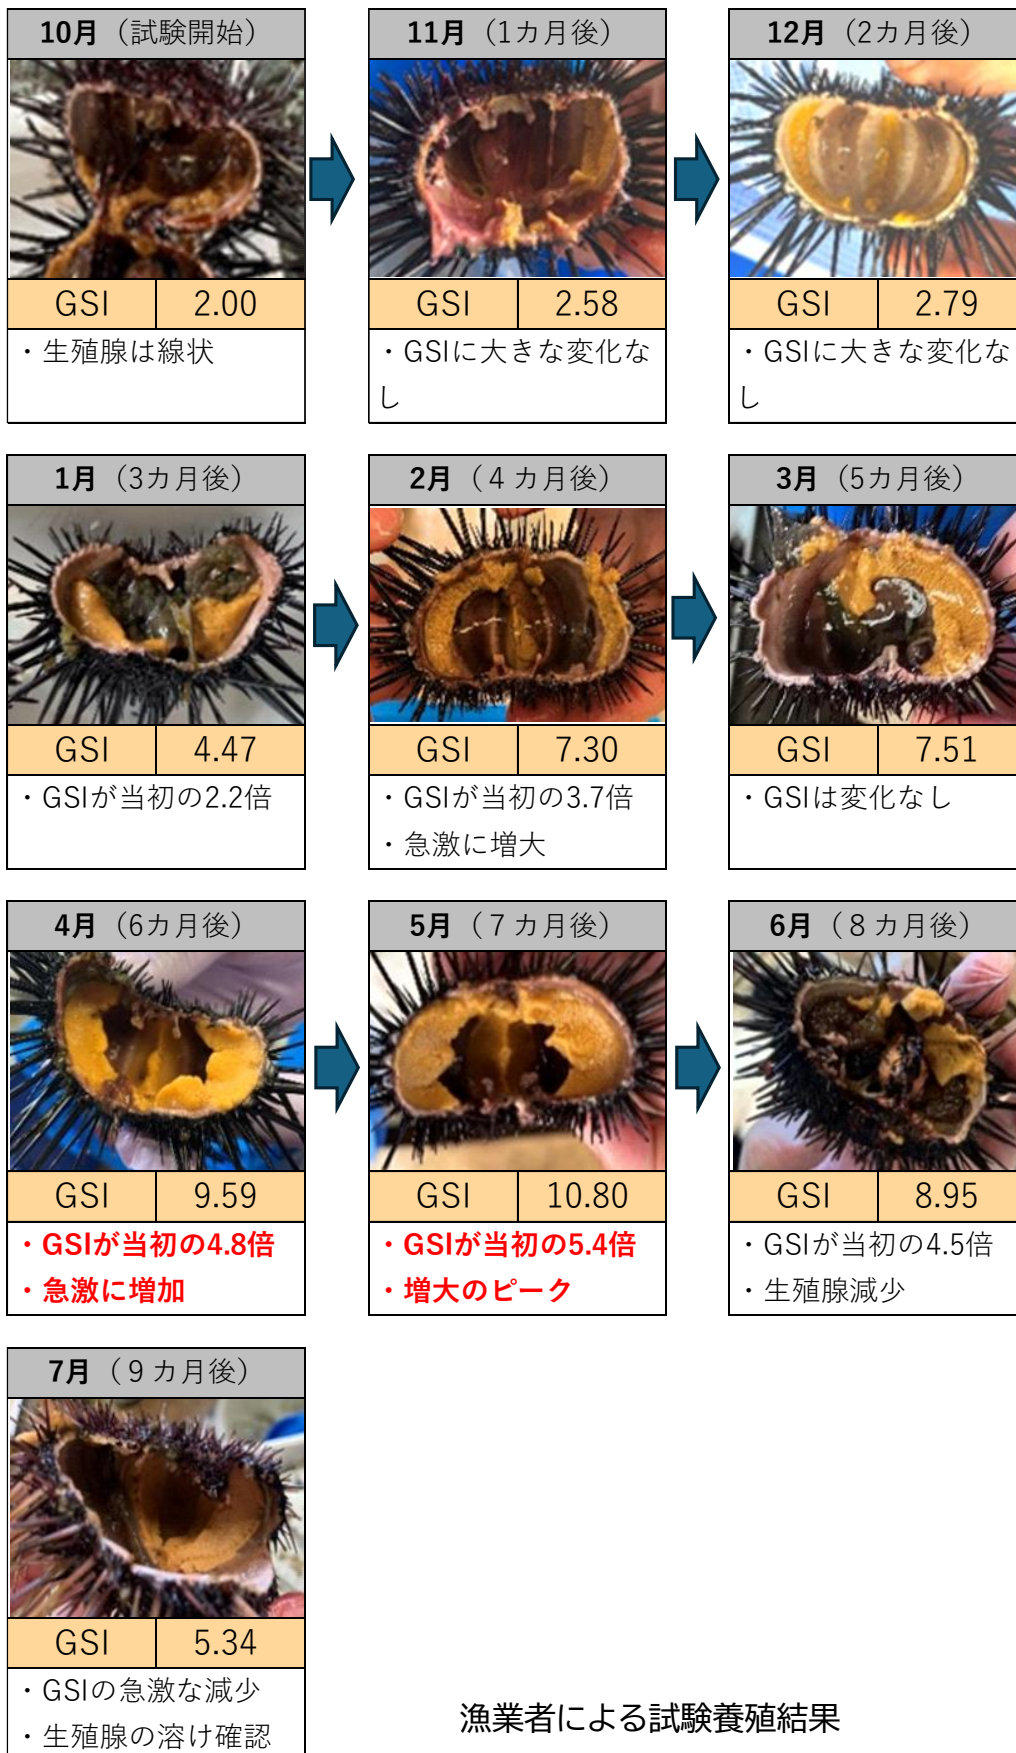 10月（試験開始）
11月（1カ月後）
12月（2カ月後）
GSI 2.00
GSI 2.58
GSI 2.79
・生殖腺は線状
・GSIに大きな変化な
し
・GSIに大きな変化な
し
1月（3カ月後）
2月（４カ月後）
3月（5カ月後）
GSI 4.47
GSI 7.30
GSI 7.51
・GSIが当初の2.2倍
・GSIが当初の3.7倍
・急激に増大
・GSIは変化なし
4月（6カ月後）
5月（７カ月後）
6月（８カ月後）
GSI 9.59
GSI 10.80
GSI 8.95
・GSIが当初の4.8倍
・急激に増加
・GSIが当初の5.4倍
・増大のピーク
・GSIが当初の4.5倍
・生殖腺減少
7月（９カ月後）
GSI 5.34
・GSIの急激な減少
・生殖腺の溶け確認
漁業者による試験養殖結果